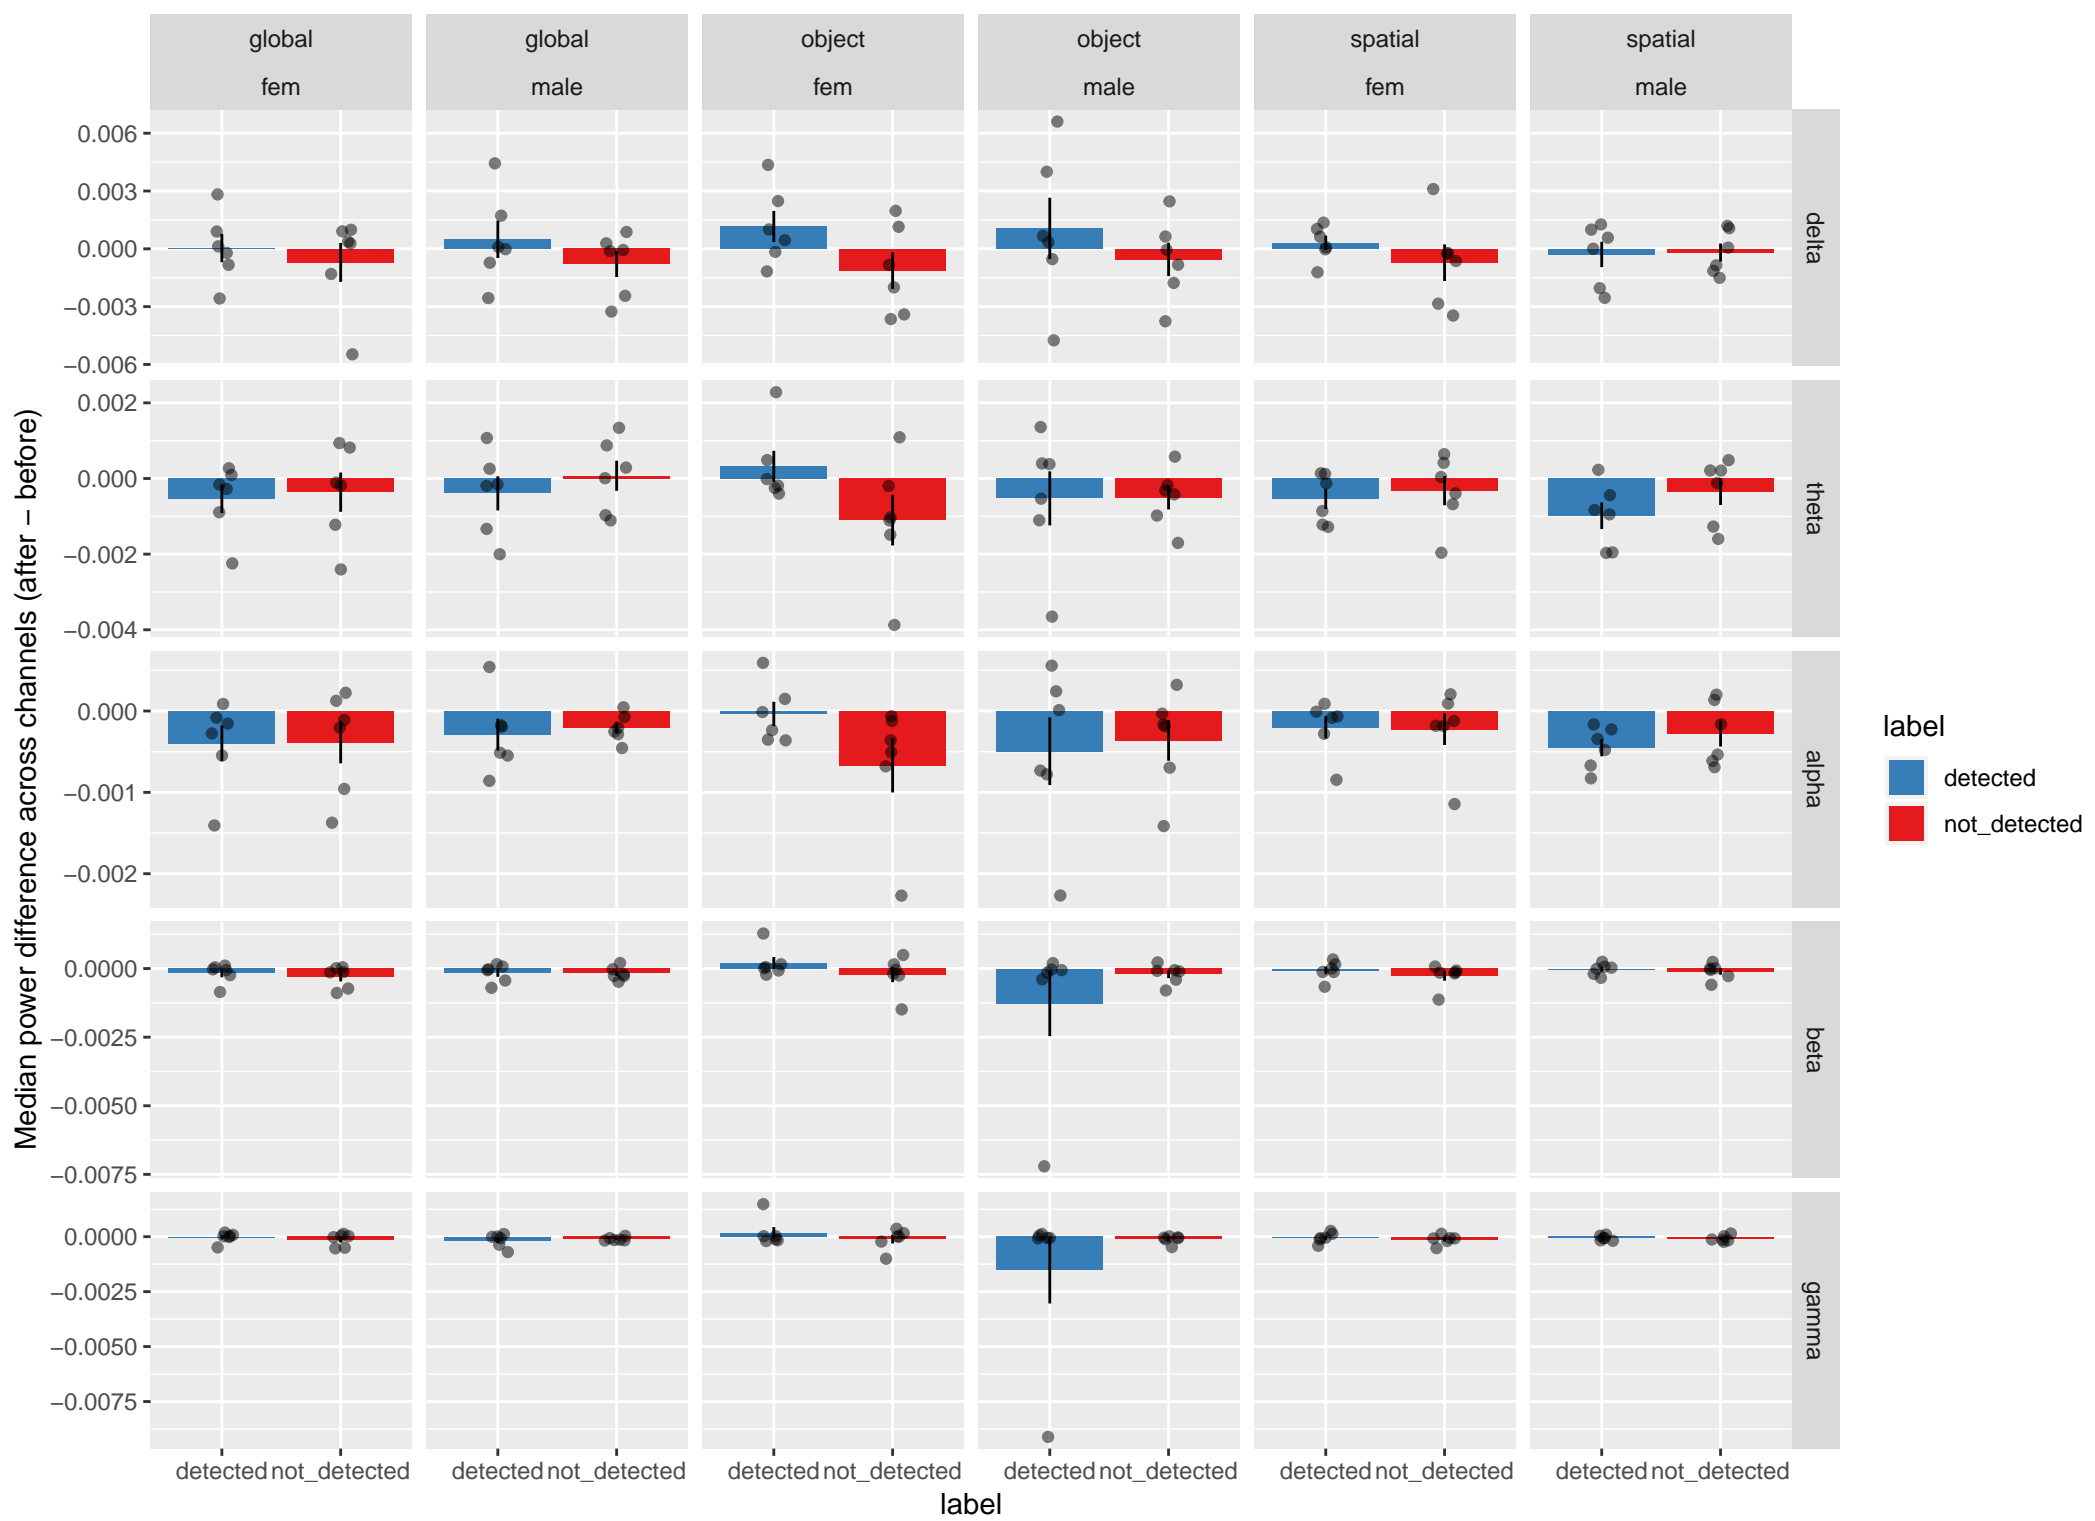 global global object object spatial spatial
fem male fem male fem male
0.006
0.003
0.000
−0.003
−0.006
delta
0.002
0.000
−0.002
−0.004
theta
0.000
−0.001
−0.002
alpha
0.0000
−0.0025
−0.0050
−0.0075
beta
0.0000
−0.0025
−0.0050
−0.0075
gamma
Median power difference across channels (after − before)
detected not_detected detected not_detected detected not_detected detected not_detected detected not_detected detected not_detected
label
label
detected
not_detected